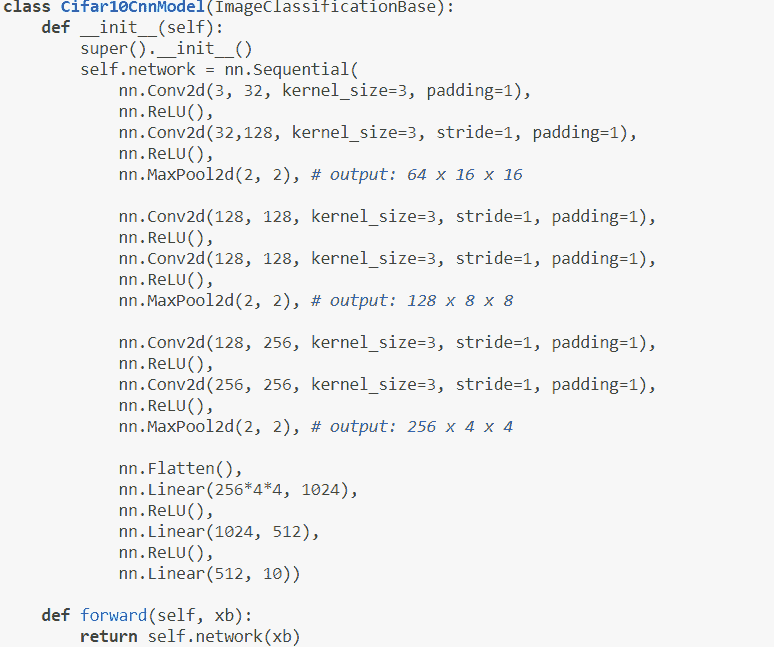 class Cifar10CnnModel(ImageClassificationBase):
    def __init__(self):
        super().__init__()
        self.network = nn.Sequential(
            nn.Conv2d(3, 32, kernel_size=3, padding=1),
            nn.ReLU(),
            nn.Conv2d(32,128, kernel_size=3, stride=1, padding=1),
            nn.ReLU(),
            nn.MaxPool2d(2, 2), # output: 64 x 16 x 16

            nn.Conv2d(128, 128, kernel_size=3, stride=1, padding=1),
            nn.ReLU(),
            nn.Conv2d(128, 128, kernel_size=3, stride=1, padding=1),
            nn.ReLU(),
            nn.MaxPool2d(2, 2), # output: 128 x 8 x 8

            nn.Conv2d(128, 256, kernel_size=3, stride=1, padding=1),
            nn.ReLU(),
            nn.Conv2d(256, 256, kernel_size=3, stride=1, padding=1),
            nn.ReLU(),
            nn.MaxPool2d(2, 2), # output: 256 x 4 x 4

            nn.Flatten(),
            nn.Linear(256*4*4, 1024),
            nn.ReLU(),
            nn.Linear(1024, 512),
            nn.ReLU(),
            nn.Linear(512, 10))

    def forward(self, xb):
        return self.network(xb)